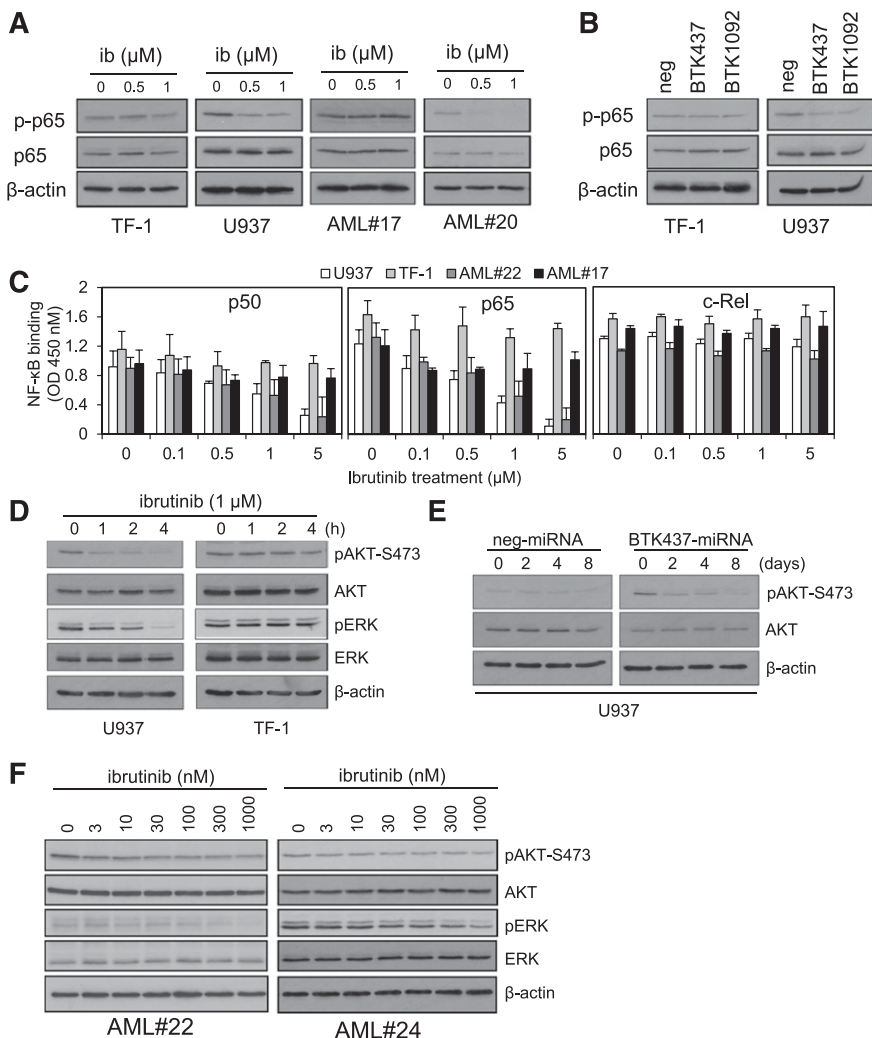 A
ib (μM) ib (μM) ib (μM) ib (μM)
0 0.5 1 0 0.5 1 0 0.5 1 0 0.5 1
p-p65
p65
β-actin
TF-1 U937 AML#17 AML#20
B
neg BTK437 BTK1092 neg BTK437 BTK1092
p-p65
p65
β-actin
TF-1 U937
C
U937 TF-1 AML#22 AML#17
p50 p65 c-Rel
NF-κB binding
(OD 450 nM)
2
1.6
1.2
0.8
0.4
0
0 0.1 0.5 1 5 0 0.1 0.5 1 5 0 0.1 0.5 1 5
Ibrutinib treatment (μM)
D
ibrutinib (1 μM)
0 1 2 4 0 1 2 4 (h)
pAKT-S473
AKT
pERK
ERK
β-actin
U937 TF-1
E
neg-miRNA BTK437-miRNA
0 2 4 8 0 2 4 8 (days)
pAKT-S473
AKT
β-actin
U937
F
ibrutinib (nM) ibrutinib (nM)
0 3 10 30 100 300 1000 0 3 10 30 100 300 1000
pAKT-S473
AKT
pERK
ERK
β-actin
AML#22 AML#24